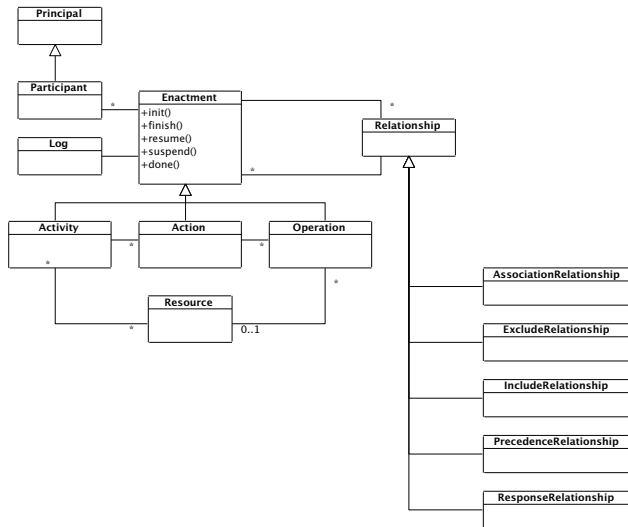 Principal
Participant
*
Enactment
+init()
+finish()
+resume()
+suspend()
+done()
*
Relationship
Log
*
Activity
Action
Operation
*
*
*
*
Resource
*
0..1
AssociationRelationship
ExcludeRelationship
IncludeRelationship
PrecedenceRelationship
ResponseRelationship